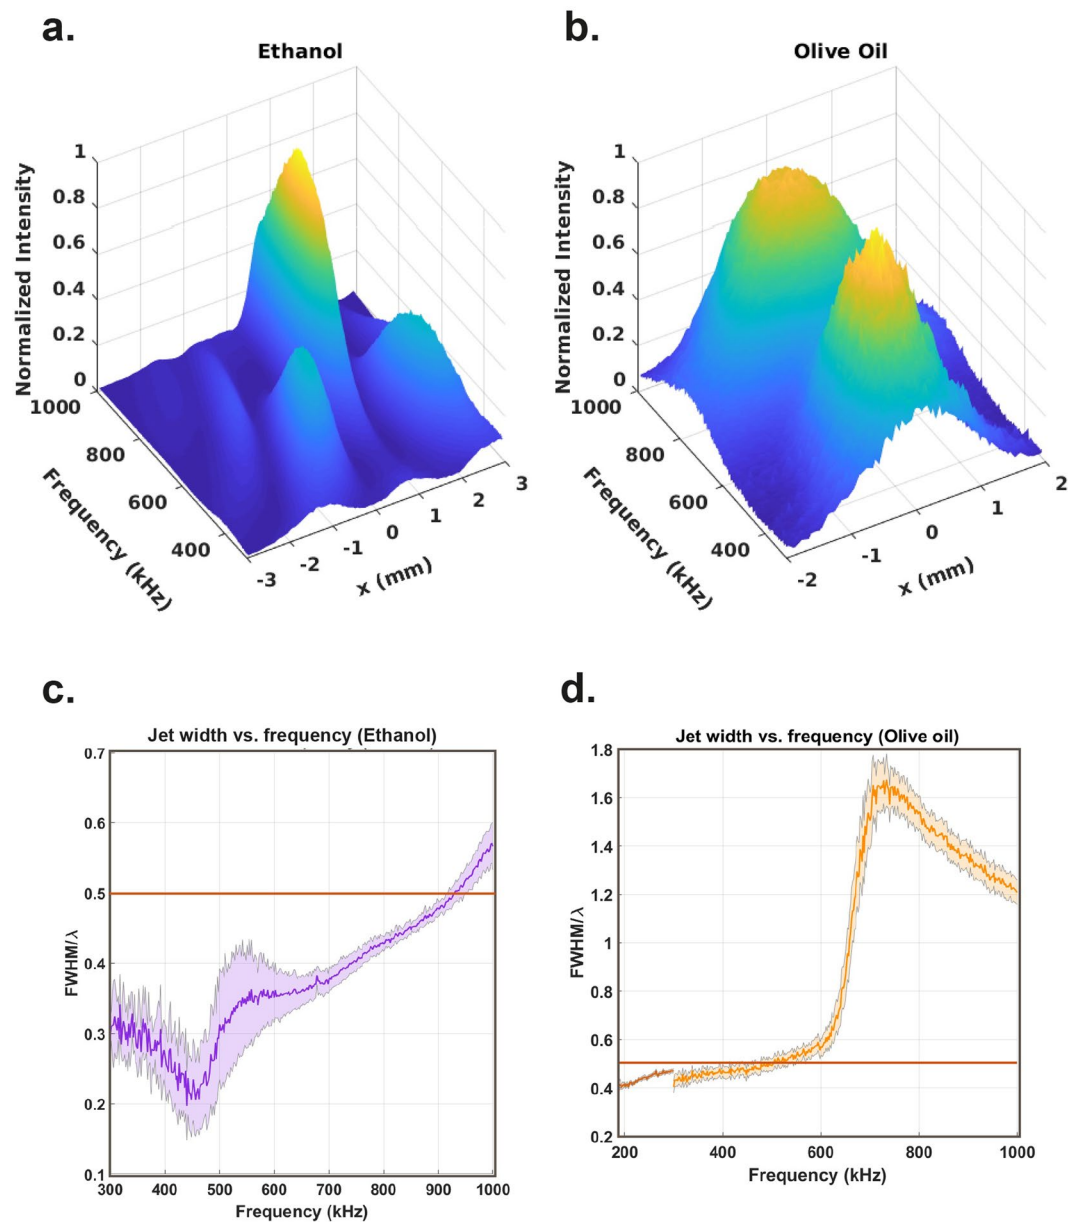 a.
Ethanol
Normalized Intensity
1
0.8
0.6
0.4
0.2
0
1000
800
600
400
Frequency (kHz)
-3
-2
-1
0
1
2
3
x (mm)
b.
Olive Oil
Normalized Intensity
1
0.8
0.6
0.4
0.2
0
1000
800
600
400
Frequency (kHz)
-2
-1
0
1
2
x (mm)
c.
Jet width vs. frequency (Ethanol)
FWHM/λ
0.7
0.6
0.5
0.4
0.3
0.2
0.1
300 400 500 600 700 800 900 1000
Frequency (kHz)
d.
Jet width vs. frequency (Olive oil)
FWHM/λ
1.8
1.6
1.4
1.2
1
0.8
0.6
0.4
0.2
200 400 600 800 1000
Frequency (kHz)